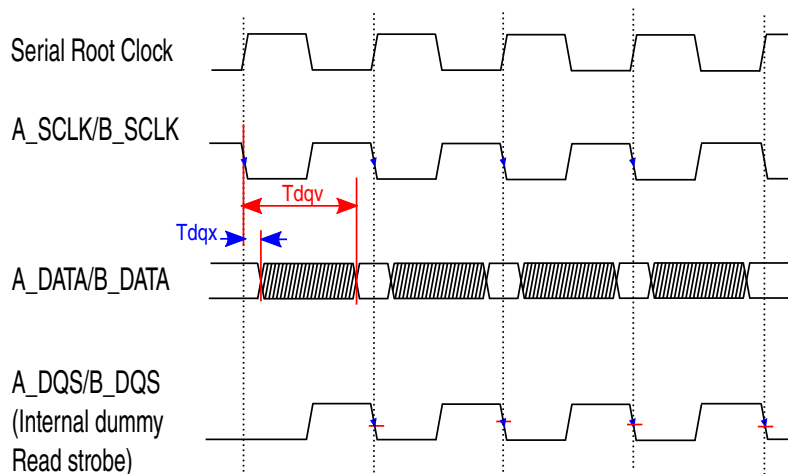 Serial Root Clock
A_SCLK/B_SCLK
Tdqv
Tdqx
A_DATA/B_DATA
A_DQS/B_DQS
(Internal dummy
Read strobe)